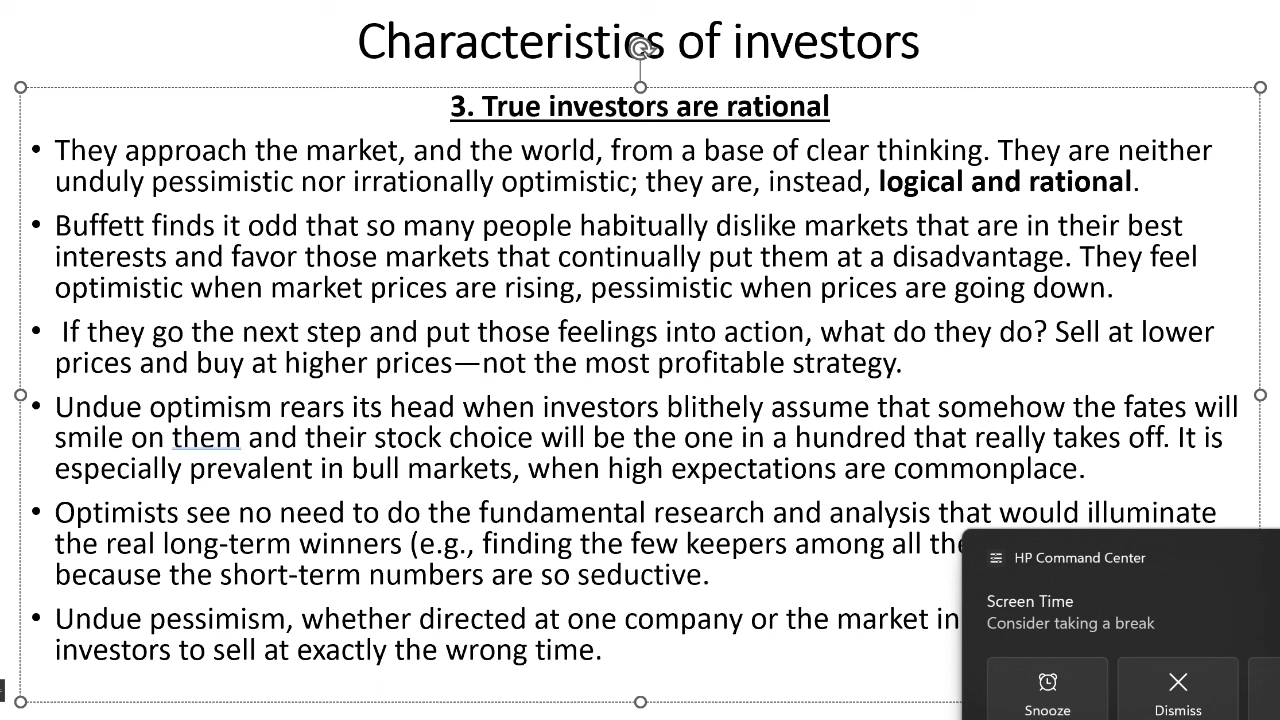 Characteristics of investors
3. True investors are rational
• They approach the market, and the world, from a base of clear thinking. They are neither
unduly pessimistic nor irrationally optimistic; they are, instead, logical and rational.
• Buffett finds it odd that so many people habitually dislike markets that are in their best
interests and favor those markets that continually put them at a disadvantage. They feel
optimistic when market prices are rising, pessimistic when prices are going down.
• If they go the next step and put those feelings into action, what do they do? Sell at lower
prices and buy at higher prices—not the most profitable strategy.
• Undue optimism rears its head when investors blithely assume that somehow the fates will
smile on them and their stock choice will be the one in a hundred that really takes off. It is
especially prevalent in bull markets, when high expectations are commonplace.
• Optimists see no need to do the fundamental research and analysis that would illuminate
the real long-term winners (e.g., finding the few keepers among all
because the short-term numbers are so seductive.
• Undue pessimism, whether directed at one company or the market in
investors to sell at exactly the wrong time.
HP Command Center
Screen Time
Consider taking a break
Snooze
Dismiss